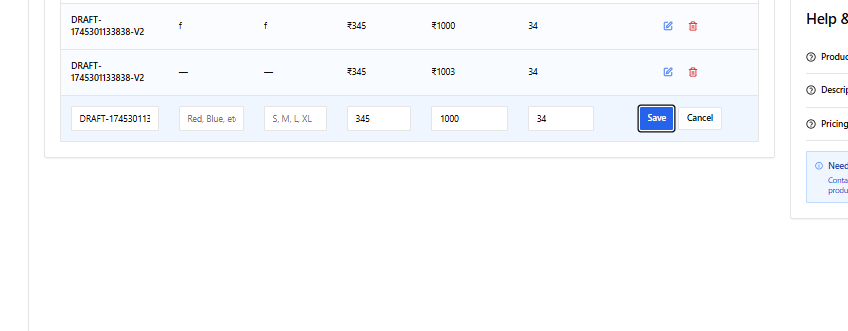 DRAFT-
1745301133838-V2 f f ₹345 ₹1000 34
DRAFT-
1745301133838-V2 — — ₹345 ₹1003 34
DRAFT-174530113 Red, Blue, et S, M, L, XL 345 1000 34 Save Cancel
Help &
Produc
Descrip
Pricing
Need
Conta
produ